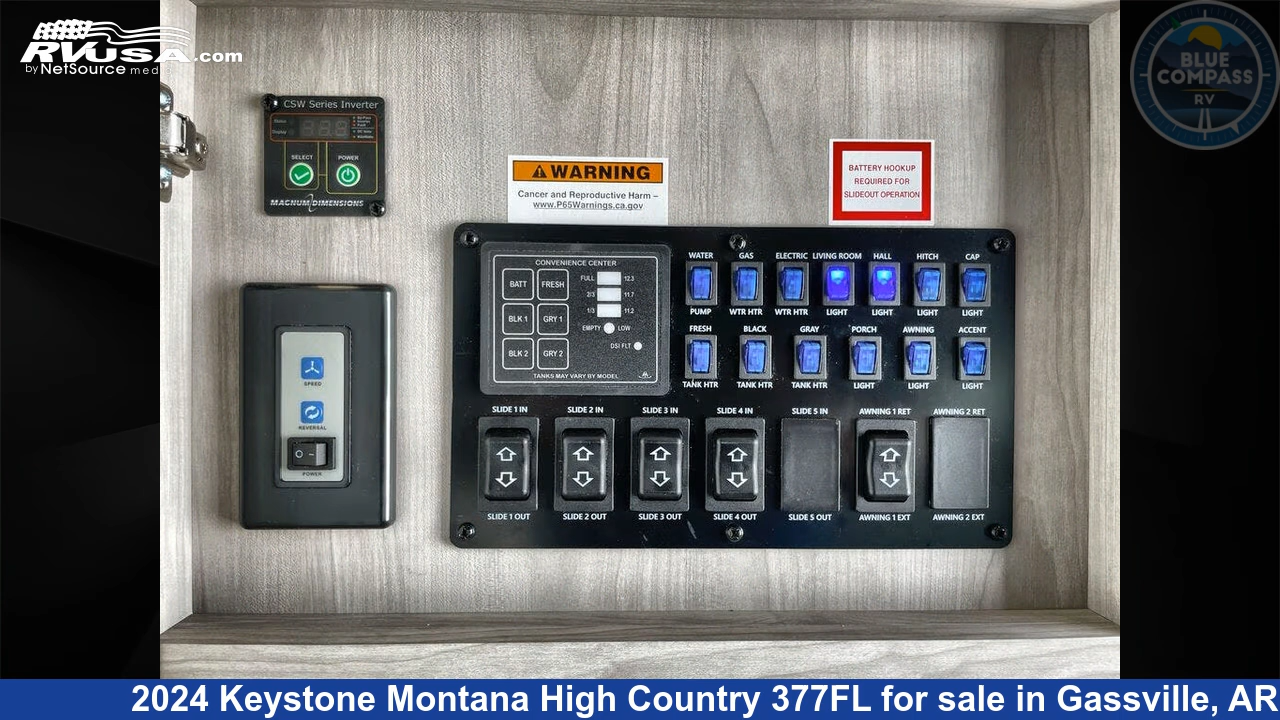 RVUSA.com
by NetSource med
BLUE
COMPASS
RV
CSW Series Inverter
Status
Display
SELECT
POWER
MAGNUM DIMENSIONS
WARNING
Cancer and Reproductive Harm –
www.P65Warnings.ca.gov
BATTERY HOOKUP
REQUIRED FOR
SLIDEOUT OPERATION
CONVENIENCE CENTER
BATT FRESH
BLK 1 GRY 1
BLK 2 GRY 2
FULL 12.3
2/3 11.7
1/3 11.2
EMPTY LOW
DSI FLT
TANKS MAY VARY BY MODEL
WATER GAS ELECTRIC LIVING ROOM HALL HITCH CAP
PUMP WTR HTR WTR HTR LIGHT LIGHT LIGHT LIGHT
FRESH BLACK GRAY PORCH AWNING ACCENT
TANK HTR TANK HTR TANK HTR LIGHT LIGHT LIGHT
SLIDE 1 IN SLIDE 2 IN SLIDE 3 IN SLIDE 4 IN SLIDE 5 IN AWNING 1 RET AWNING 2 RET
SLIDE 1 OUT SLIDE 2 OUT SLIDE 3 OUT SLIDE 4 OUT SLIDE 5 OUT AWNING 1 EXT AWNING 2 EXT
SPEED
REVERSAL
POWER
2024 Keystone Montana High Country 377FL for sale in Gassville, AR